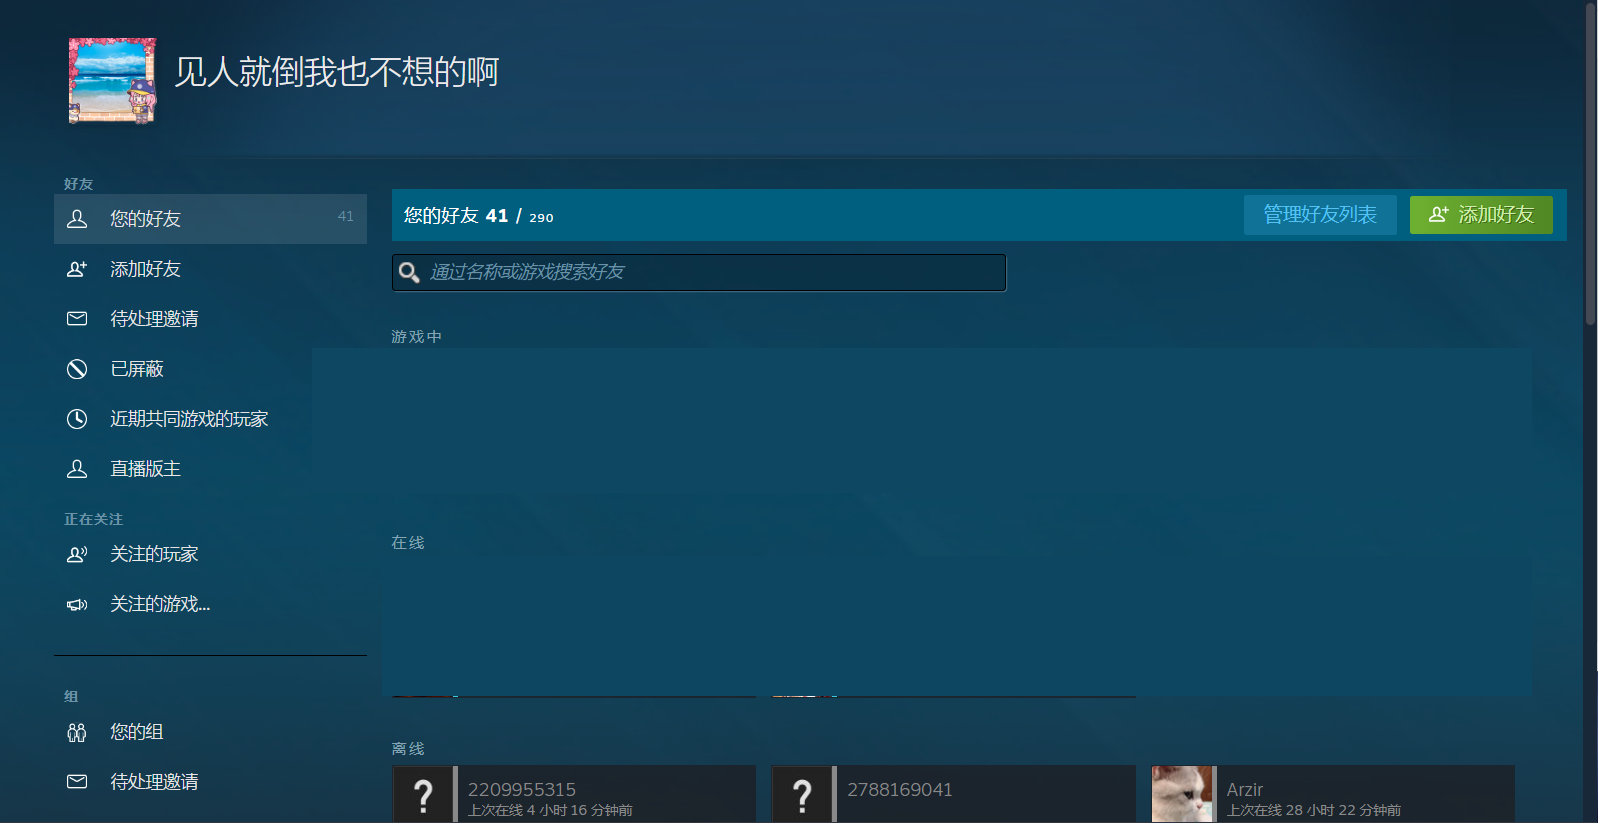 见人就倒我也不想的啊
好友
您的好友 41
添加好友
待处理邀请
已屏蔽
近期共同游戏的玩家
直播版主
正在关注
关注的玩家
关注的游戏...
组
您的组
待处理邀请
您的好友 41 / 290
管理好友列表
添加好友
通过名称或游戏搜索好友
游戏中
在线
离线
2209955315
上次在线 4 小时 16 分钟前
2788169041
Arzir
上次在线 28 小时 22 分钟前